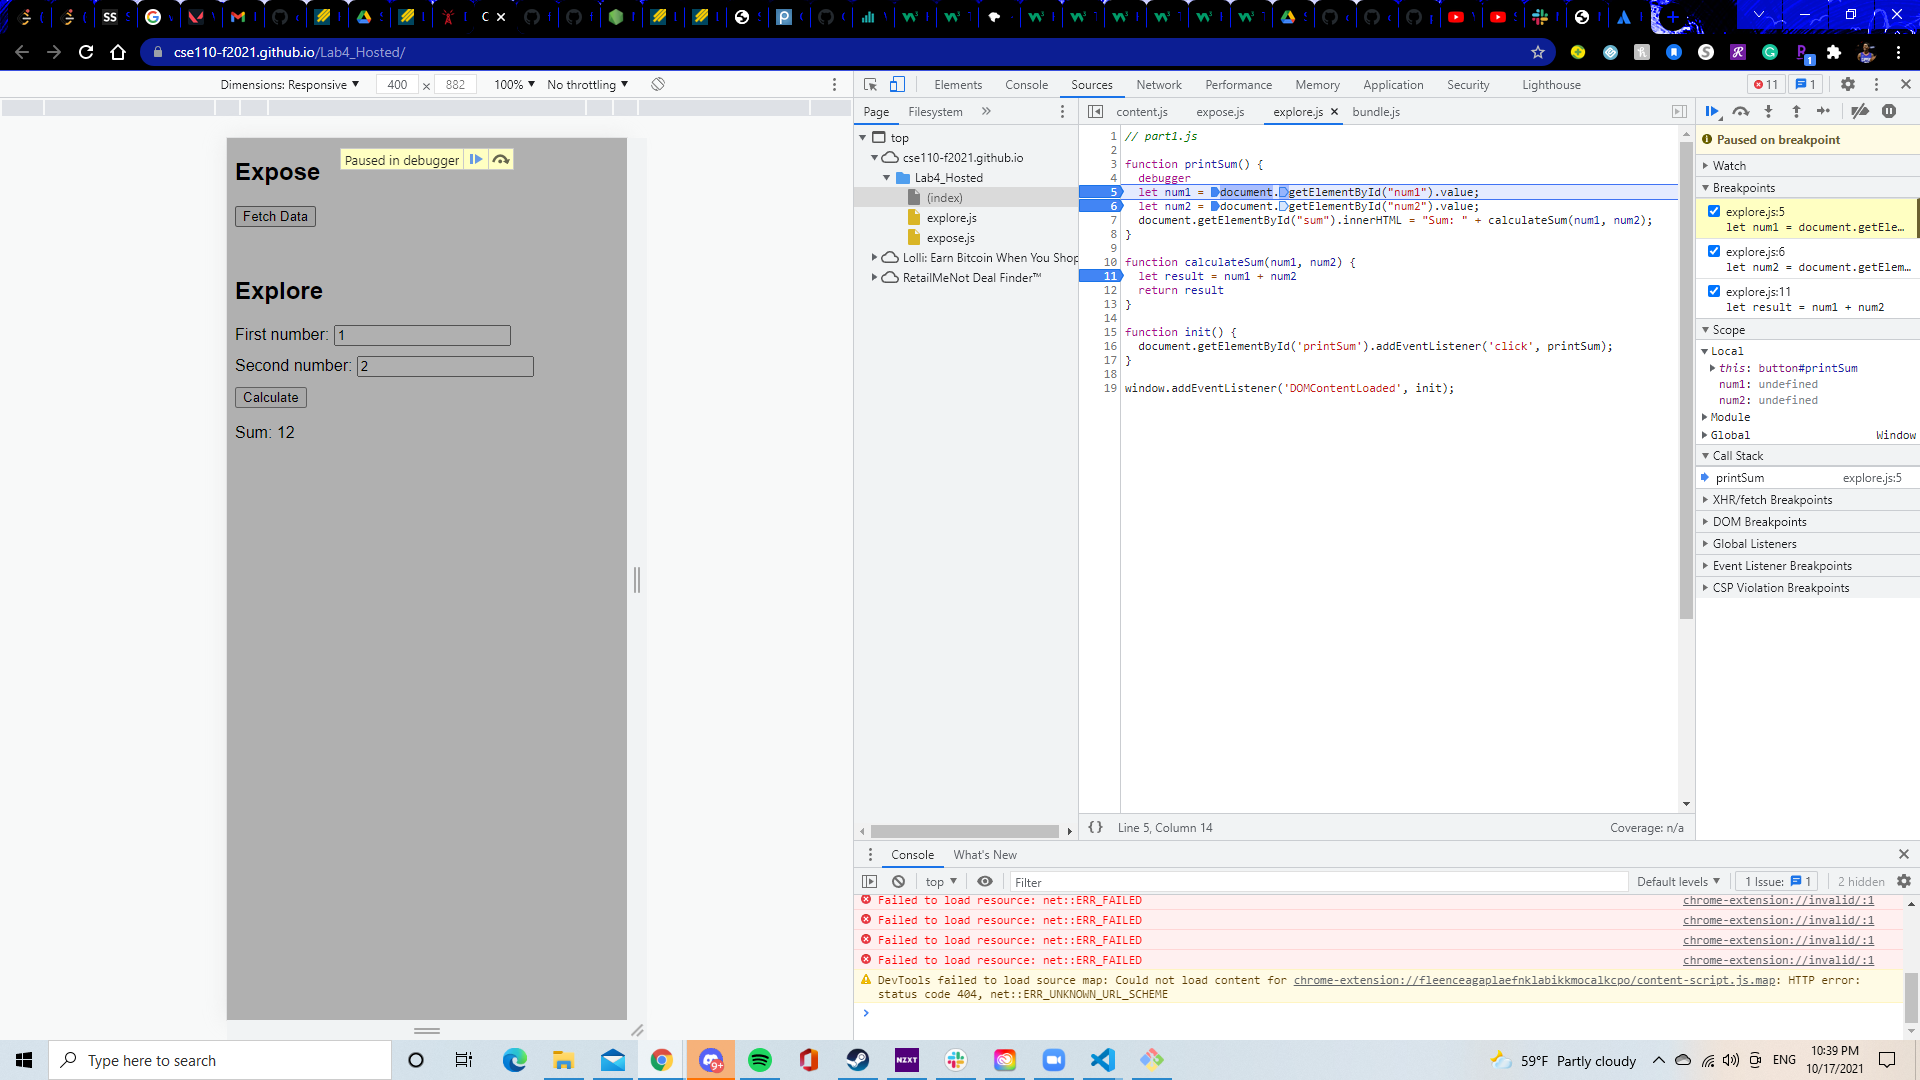 cse110-f2021.github.io/Lab4_Hosted/
Dimensions: Responsive 400 × 882 100% No throttling
Elements Console Sources Network Performance Memory Application Security Lighthouse 11 1
Page Filesystem »
content.js expose.js explore.js × bundle.js
top
cse110-f2021.github.io
Lab4_Hosted
(index)
explore.js
expose.js
Lolli: Earn Bitcoin When You Shop
RetailMeNot Deal Finder™
Paused in debugger
Expose
Fetch Data
Explore
First number: 1
Second number: 2
Calculate
Sum: 12
1 // part1.js
2
3 function printSum() {
4 debugger
5 let num1 = document.getElementById("num1").value;
6 let num2 = document.getElementById("num2").value;
7 document.getElementById("sum").innerHTML = "Sum: " + calculateSum(num1, num2);
8 }
9
10 function calculateSum(num1, num2) {
11 let result = num1 + num2
12 return result
13 }
14
15 function init() {
16 document.getElementById('printSum').addEventListener('click', printSum);
17 }
18
19 window.addEventListener('DOMContentLoaded', init);
{} Line 5, Column 14 Coverage: n/a
Paused on breakpoint
Watch
Breakpoints
explore.js:5
let num1 = document.getEle…
explore.js:6
let num2 = document.getElem…
explore.js:11
let result = num1 + num2
Scope
Local
this: button#printSum
num1: undefined
num2: undefined
Module
Global Window
Call Stack
printSum explore.js:5
XHR/fetch Breakpoints
DOM Breakpoints
Global Listeners
Event Listener Breakpoints
CSP Violation Breakpoints
Console What's New
top Filter Default levels 1 Issue: 1 2 hidden
Failed to load resource: net::ERR_FAILED chrome-extension://invalid/:1
Failed to load resource: net::ERR_FAILED chrome-extension://invalid/:1
Failed to load resource: net::ERR_FAILED chrome-extension://invalid/:1
Failed to load resource: net::ERR_FAILED chrome-extension://invalid/:1
DevTools failed to load source map: Could not load content for chrome-extension://fleenceagaplaefnklabikkmocalkcpo/content-script.js.map: HTTP error:
status code 404, net::ERR_UNKNOWN_URL_SCHEME
Type here to search
59°F Partly cloudy ENG 10:39 PM
10/17/2021